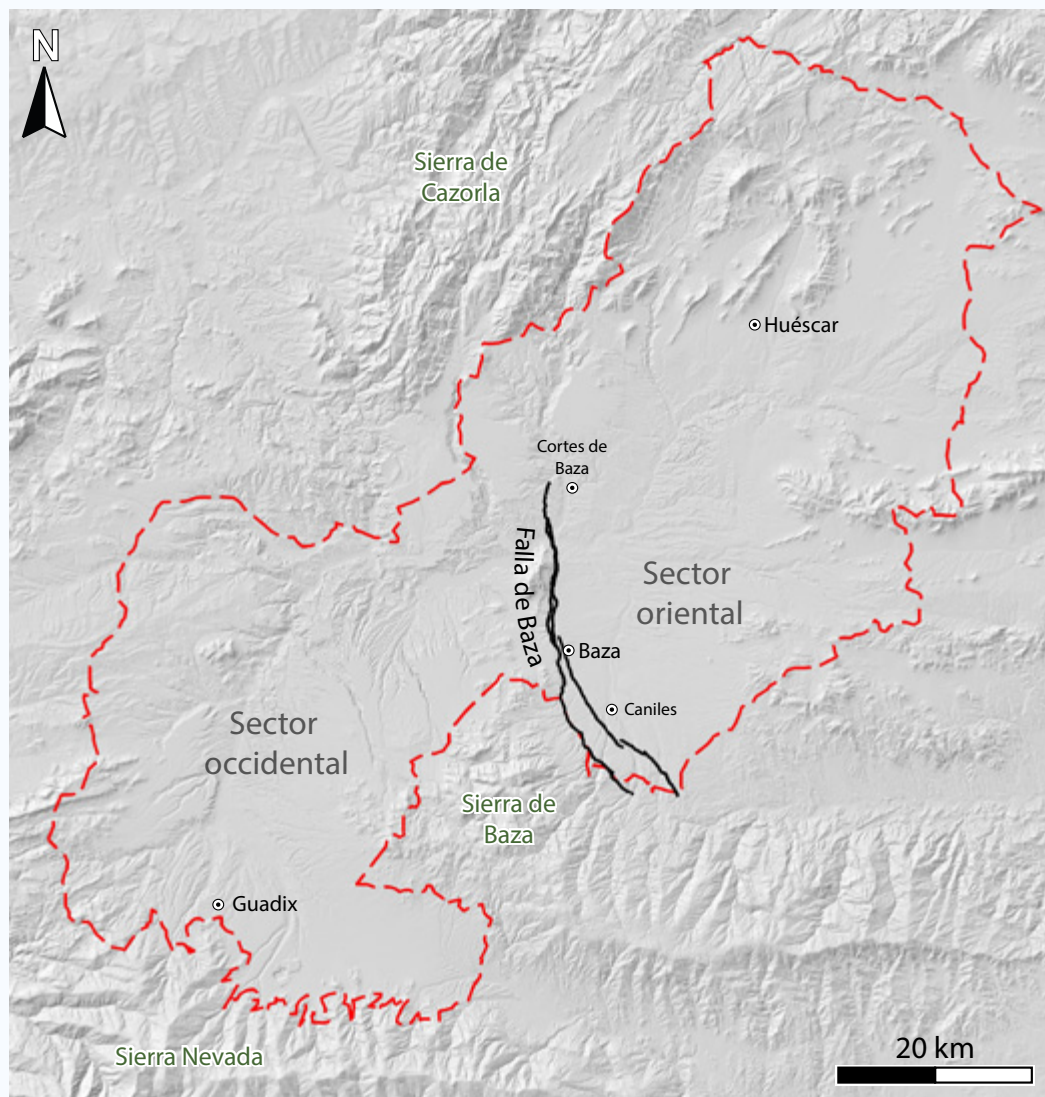 N
Sierra de
Cazorla
Huéscar
Cortes de
Baza
Falla de Baza
Sector
oriental
Baza
Caniles
Sector
occidental
Sierra de
Baza
Guadix
Sierra Nevada
20 km